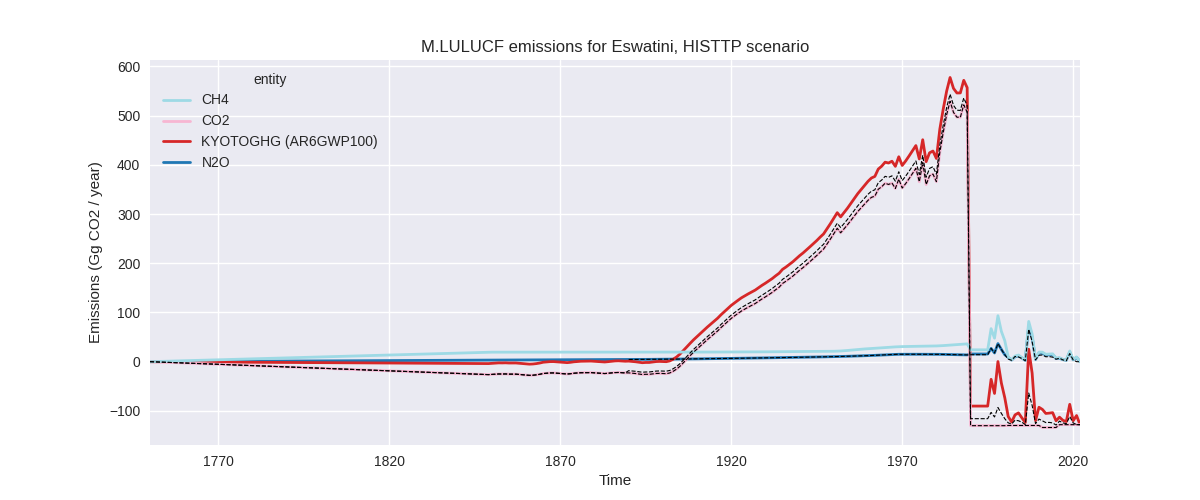 M.LULUCF emissions for Eswatini, HISTTP scenario
Emissions (Gg CO2 / year)
600
500
400
300
200
100
0
−100
entity
CH4
CO2
KYOTOGHG (AR6GWP100)
N2O
1770
1820
1870
1920
1970
2020
Time